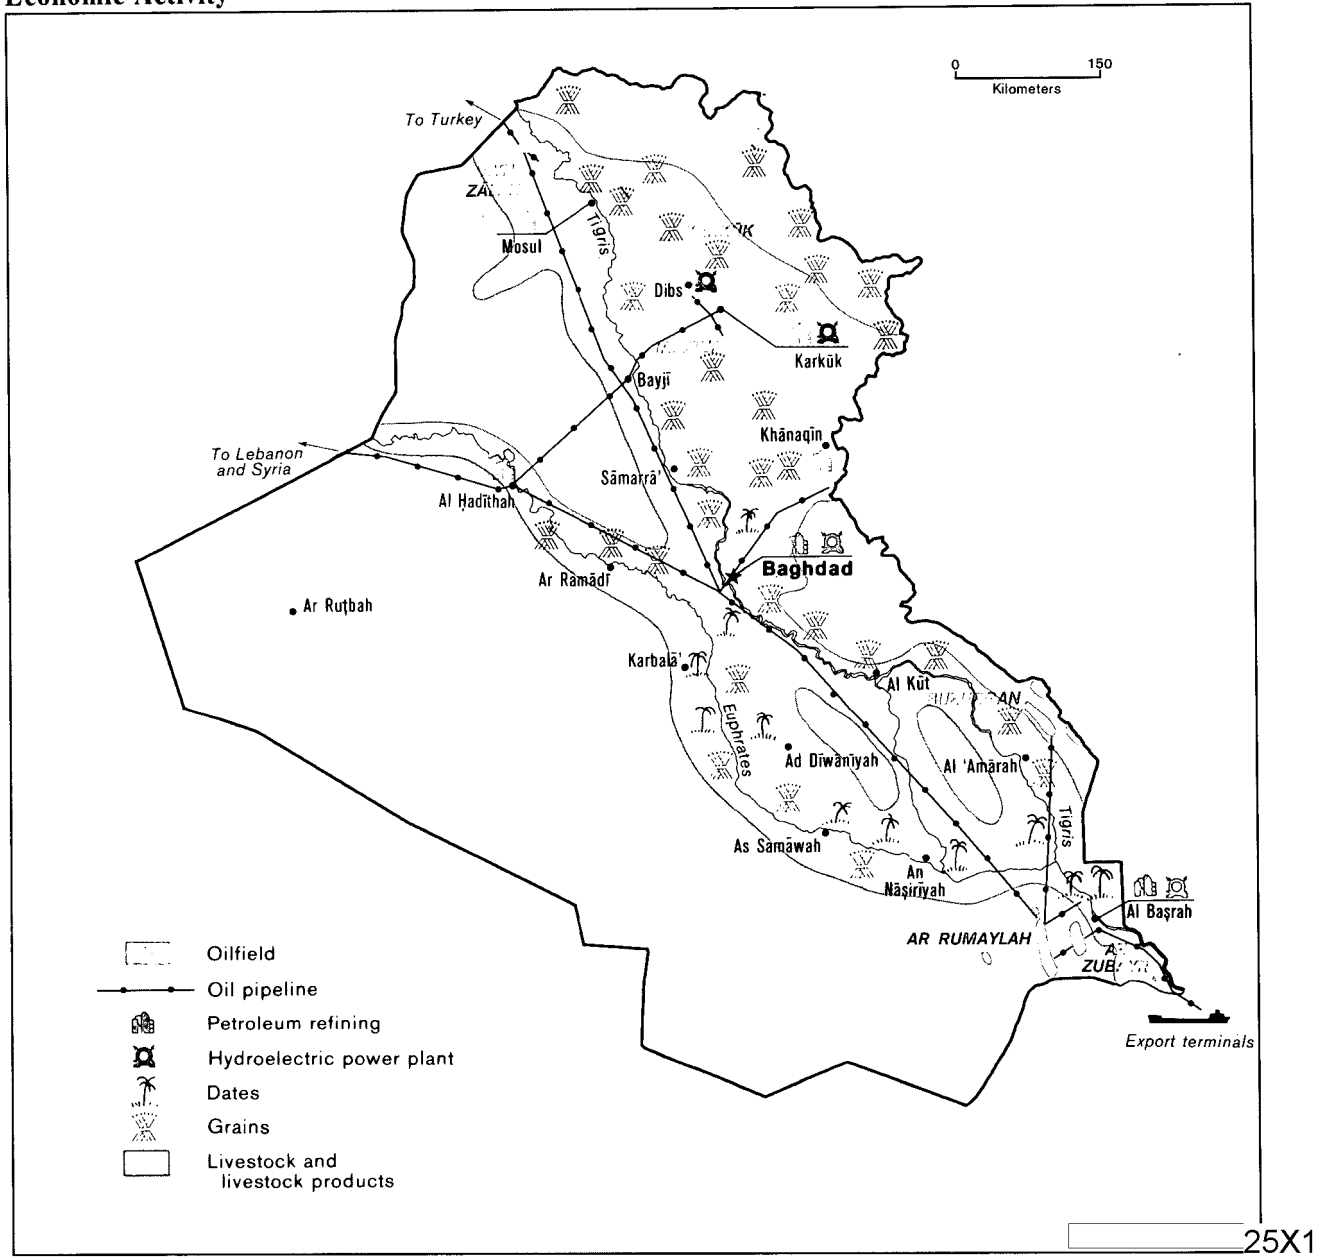 Economic Activity
0 150
Kilometers
To Turkey
Mosul
Tigris
Dibs
Karkūk
Bayjī
Khānaqīn
To Lebanon
and Syria
Sāmarrā'
Al Ḥadīthah
Baghdad
Ar Ramādī
Ar Ruṭbah
Karbalā'
Al Kūt
Euphrates
Ad Dīwānīyah
Al 'Amārah
Tigris
As Samāwah
An
Nāṣirīyah
Al Baṣrah
AR RUMAYLAH
Export terminals
Oilfield
Oil pipeline
Petroleum refining
Hydroelectric power plant
Dates
Grains
Livestock and
livestock products
25X1